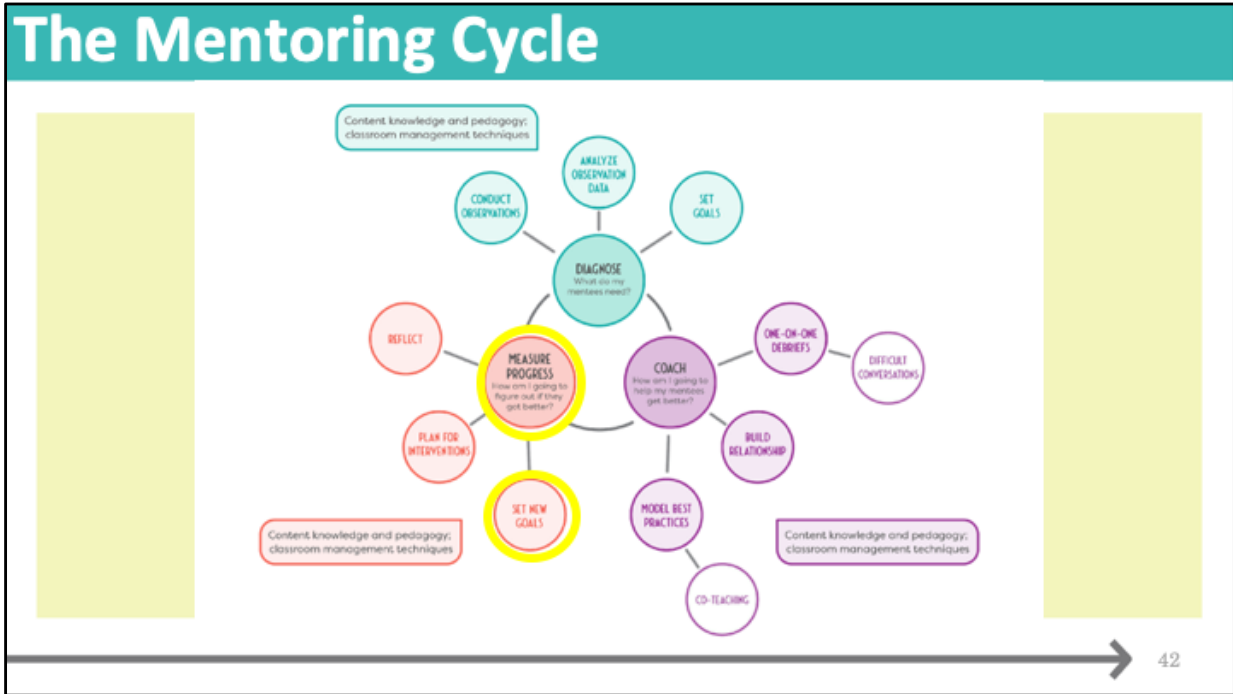 The Mentoring Cycle
Content knowledge and pedagogy;
classroom management techniques
ANALYZE
OBSERVATION
DATA
CONDUCT
OBSERVATIONS
SET
GOALS
DIAGNOSE
What do my
mentees need?
REFLECT
MEASURE
PROGRESS
How am I going to
figure out if they
got better?
COACH
How am I going to
help my mentees
get better?
ONE-ON-ONE
DEBRIEFS
DIFFICULT
CONVERSATIONS
PLAN FOR
INTERVENTIONS
BUILD
RELATIONSHIP
SET NEW
GOALS
MODEL BEST
PRACTICES
Content knowledge and pedagogy;
classroom management techniques
Content knowledge and pedagogy;
classroom management techniques
CO-TEACHING
42